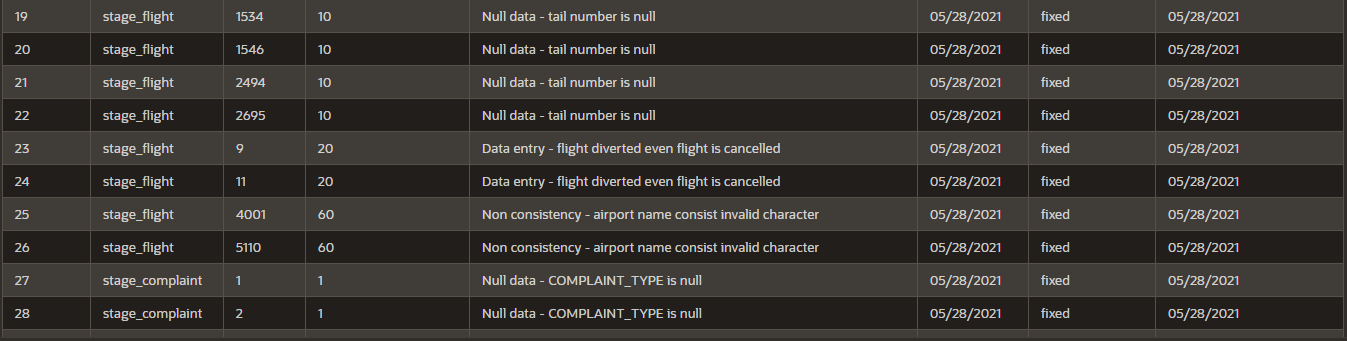 19 stage_flight 1534 10 Null data - tail number is null 05/28/2021 fixed 05/28/2021
20 stage_flight 1546 10 Null data - tail number is null 05/28/2021 fixed 05/28/2021
21 stage_flight 2494 10 Null data - tail number is null 05/28/2021 fixed 05/28/2021
22 stage_flight 2695 10 Null data - tail number is null 05/28/2021 fixed 05/28/2021
23 stage_flight 9 20 Data entry - flight diverted even flight is cancelled 05/28/2021 fixed 05/28/2021
24 stage_flight 11 20 Data entry - flight diverted even flight is cancelled 05/28/2021 fixed 05/28/2021
25 stage_flight 4001 60 Non consistency - airport name consist invalid character 05/28/2021 fixed 05/28/2021
26 stage_flight 5110 60 Non consistency - airport name consist invalid character 05/28/2021 fixed 05/28/2021
27 stage_complaint 1 1 Null data - COMPLAINT_TYPE is null 05/28/2021 fixed 05/28/2021
28 stage_complaint 2 1 Null data - COMPLAINT_TYPE is null 05/28/2021 fixed 05/28/2021